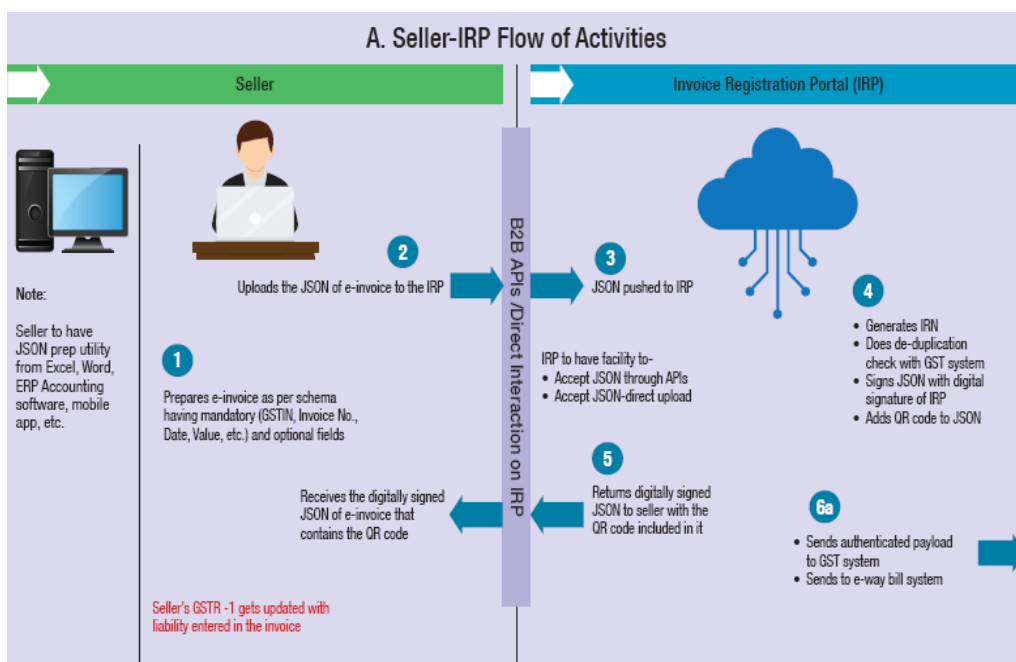 A. Seller-IRP Flow of Activities
Seller
Invoice Registration Portal (IRP)
Note:
Seller to have
JSON prep utility
from Excel, Word,
ERP Accounting
software, mobile
app, etc.
1
Prepares e-invoice as per schema
having mandatory (GSTIN, Invoice No.,
Date, Value, etc.) and optional fields
2
Uploads the JSON of e-invoice to the IRP
B2B APIs /Direct Interaction on IRP
3
JSON pushed to IRP
IRP to have facility to-
• Accept JSON through APIs
• Accept JSON-direct upload
4
• Generates IRN
• Does de-duplication
check with GST system
• Signs JSON with digital
signature of IRP
• Adds QR code to JSON
5
Returns digitally signed
JSON to seller with the
QR code included in it
Receives the digitally signed
JSON of e-invoice that
contains the QR code
6a
• Sends authenticated payload
to GST system
• Sends to e-way bill system
Seller's GSTR -1 gets updated with
liability entered in the invoice